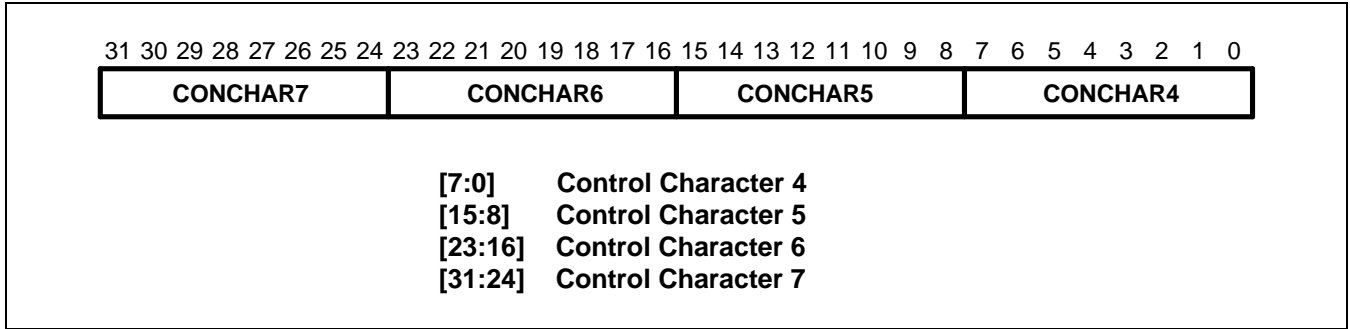 31 30 29 28 27 26 25 24 23 22 21 20 19 18 17 16 15 14 13 12 11 10 9 8 7 6 5 4 3 2 1 0
CONCHAR7 CONCHAR6 CONCHAR5 CONCHAR4
[7:0] Control Character 4
[15:8] Control Character 5
[23:16] Control Character 6
[31:24] Control Character 7